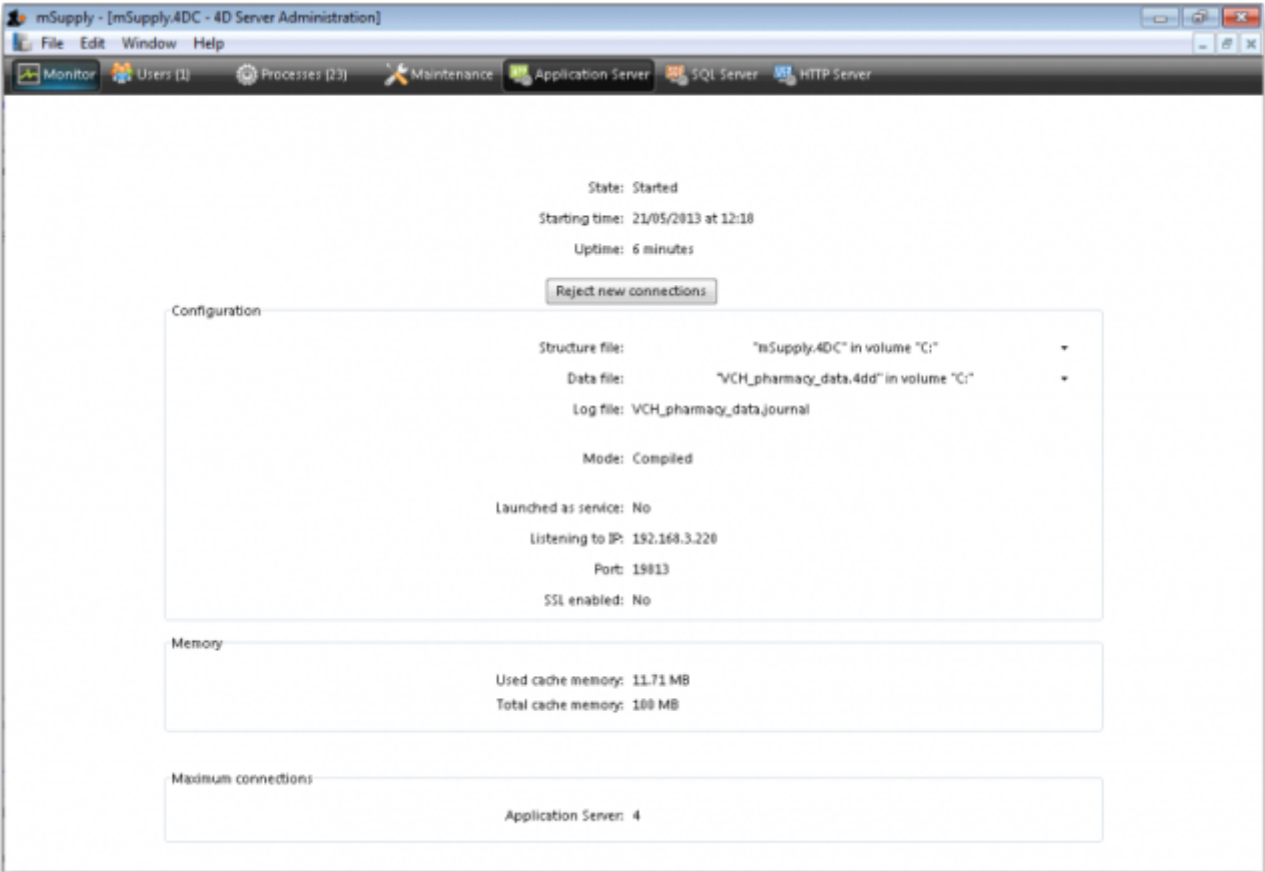 mSupply - [mSupply.4DC - 4D Server Administration]
File Edit Window Help
Monitor Users (1) Processes (23) Maintenance Application Server SQL Server HTTP Server
State: Started
Starting time: 21/05/2013 at 12:18
Uptime: 6 minutes
Reject new connections
Configuration
Structure file: "mSupply.4DC" in volume "C:"
Data file: "VCH_pharmacy_data.4dd" in volume "C:"
Log file: VCH_pharmacy_data.journal
Mode: Compiled
Launched as service: No
Listening to IP: 192.168.3.220
Port: 19813
SSL enabled: No
Memory
Used cache memory: 11.71 MB
Total cache memory: 100 MB
Maximum connections
Application Server: 4